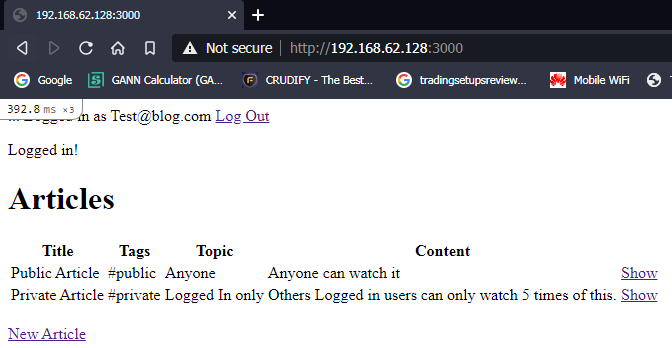 192.168.62.128:3000
Not secure http://192.168.62.128:3000
Google GANN Calculator (GA... CRUDIFY - The Best... tradingsetupsreview... Mobile WiFi
392.8 ms ×3
Logged in as Test@blog.com Log Out
Logged in!
Articles
Title Tags Topic Content
Public Article #public Anyone Anyone can watch it Show
Private Article #private Logged In only Others Logged in users can only watch 5 times of this. Show
New Article